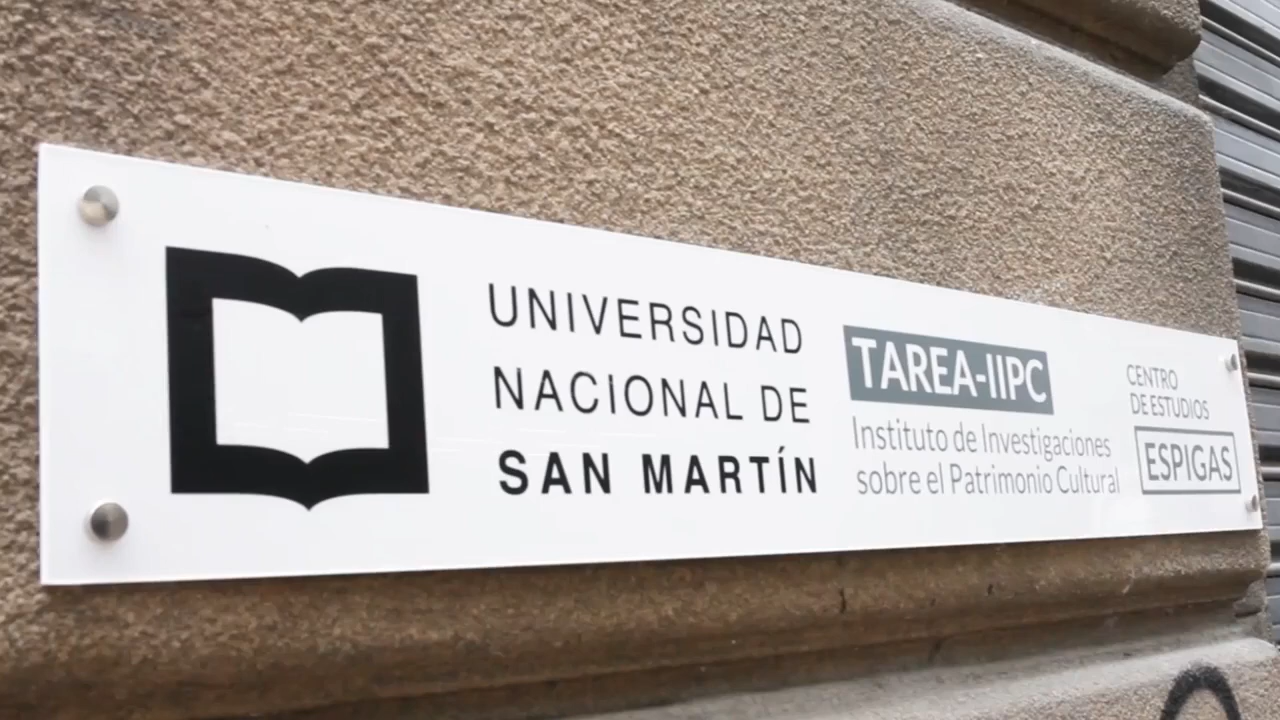 UNIVERSIDAD
NACIONAL DE
SAN MARTÍN
TAREA-IIPC
Instituto de Investigaciones
sobre el Patrimonio Cultural
CENTRO
DE ESTUDIOS
ESPIGAS